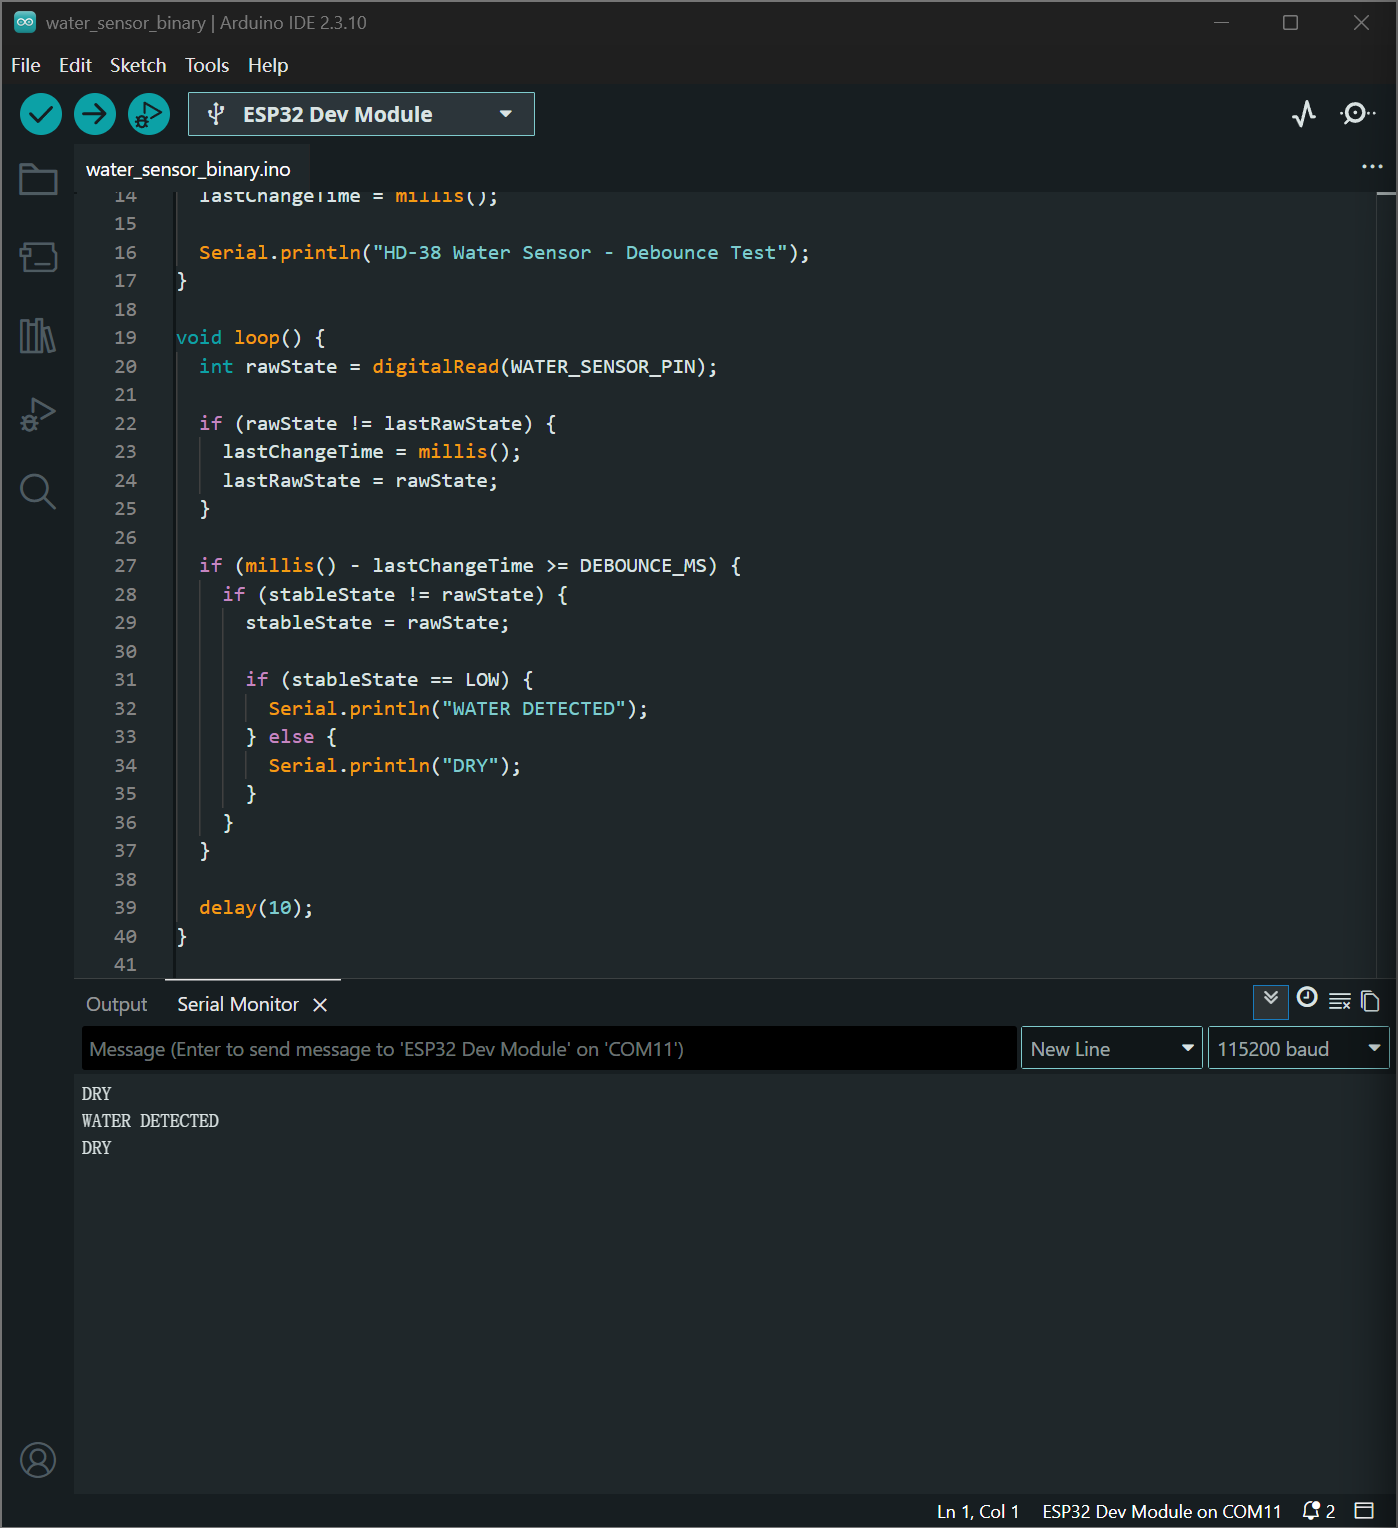 water_sensor_binary | Arduino IDE 2.3.10
File Edit Sketch Tools Help
ESP32 Dev Module
water_sensor_binary.ino
14 lastChangeTime = millis();
15
16 Serial.println("HD-38 Water Sensor - Debounce Test");
17 }
18
19 void loop() {
20 int rawState = digitalRead(WATER_SENSOR_PIN);
21
22 if (rawState != lastRawState) {
23 lastChangeTime = millis();
24 lastRawState = rawState;
25 }
26
27 if (millis() - lastChangeTime >= DEBOUNCE_MS) {
28 if (stableState != rawState) {
29 stableState = rawState;
30
31 if (stableState == LOW) {
32 Serial.println("WATER DETECTED");
33 } else {
34 Serial.println("DRY");
35 }
36 }
37 }
38
39 delay(10);
40 }
41
Output Serial Monitor
Message (Enter to send message to 'ESP32 Dev Module' on 'COM11') New Line 115200 baud
DRY
WATER DETECTED
DRY
Ln 1, Col 1 ESP32 Dev Module on COM11 2